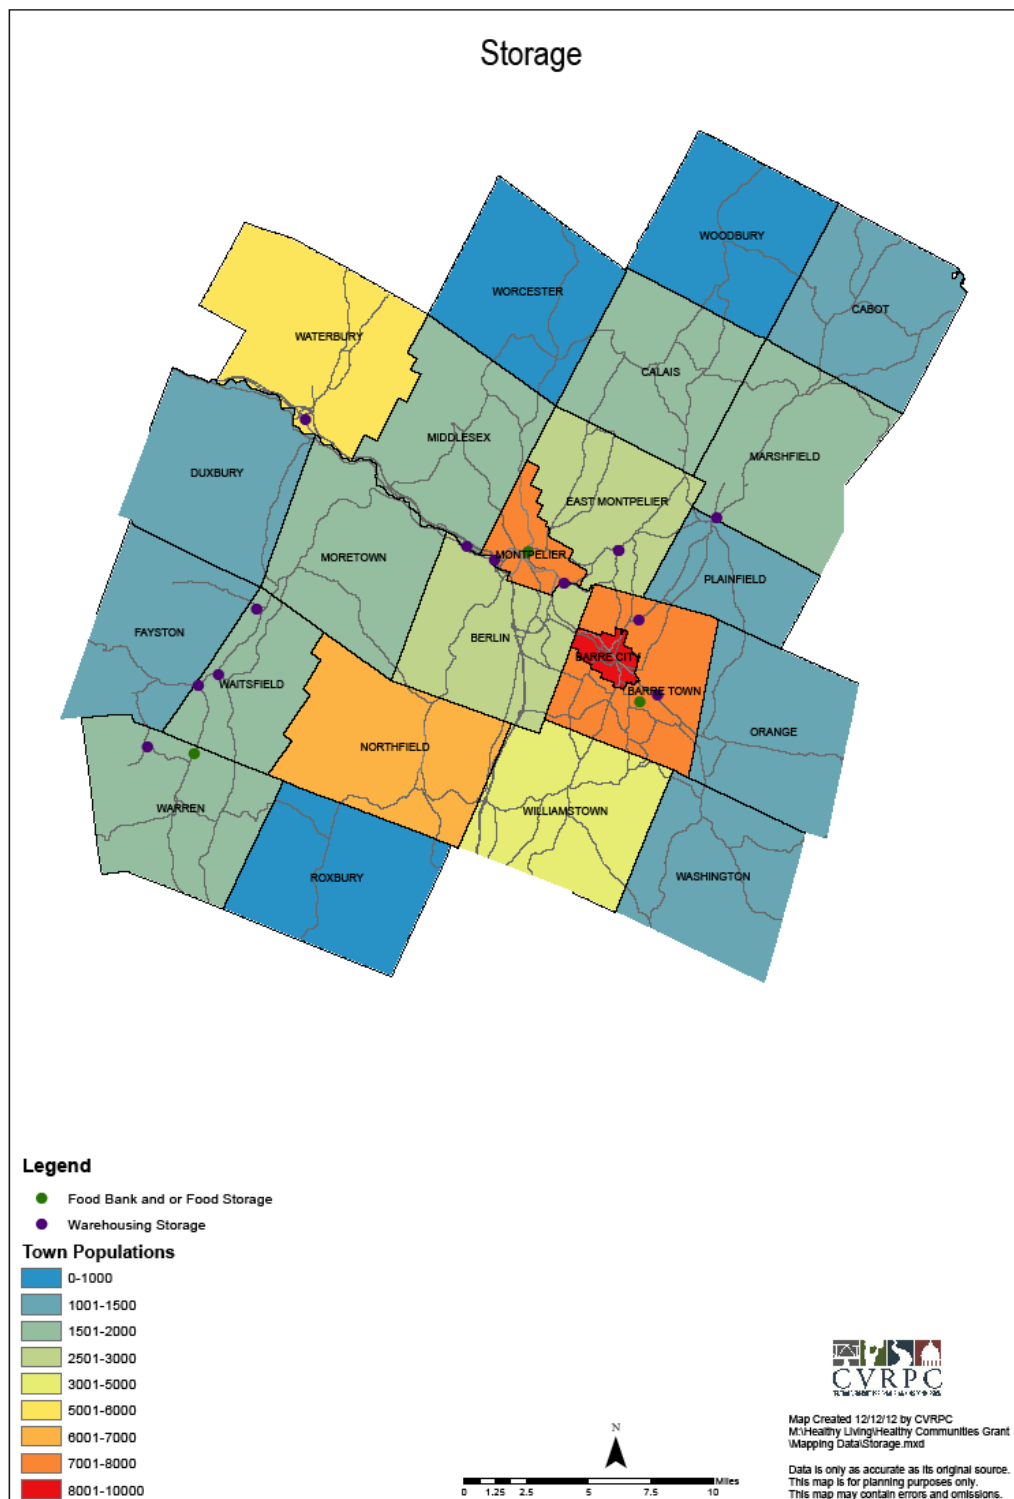 Storage
WOODBURY
WORCESTER
CABOT
WATERBURY
CALAIS
MIDDLESEX
MARSHFIELD
DUXBURY
EAST MONTPELIER
MORETOWN
MONTPELIER
PLAINFIELD
FAYSTON
BERLIN
BARRE CITY
WAITSFIELD
BARRE TOWN
ORANGE
NORTHFIELD
WARREN
WILLIAMSTOWN
ROXBURY
WASHINGTON
Legend
Food Bank and or Food Storage
Warehousing Storage
Town Populations
0-1000
1001-1500
1501-2000
2501-3000
3001-5000
5001-6000
6001-7000
7001-8000
8001-10000
N
Miles
0 1.25 2.5 5 7.5 10
CVRPC
Map Created 12/12/12 by CVRPC
M:\Healthy Living\Healthy Communities Grant
\Mapping Data\Storage.mxd
Data is only as accurate as its original source.
This map is for planning purposes only.
This map may contain errors and omissions.